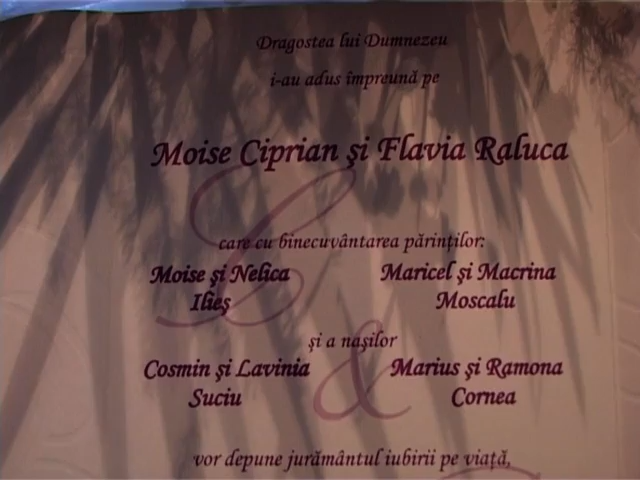 Dragostea lui Dumnezeu
i-au adus împreună pe
Moise Ciprian şi Flavia Raluca
care cu binecuvântarea părinţilor:
Moise şi Nelica Maricel şi Macrina
Ilieş Moscalu
şi a naşilor
Cosmin şi Lavinia Marius şi Ramona
Suciu Cornea
&
vor depune jurământul iubirii pe viaţă,